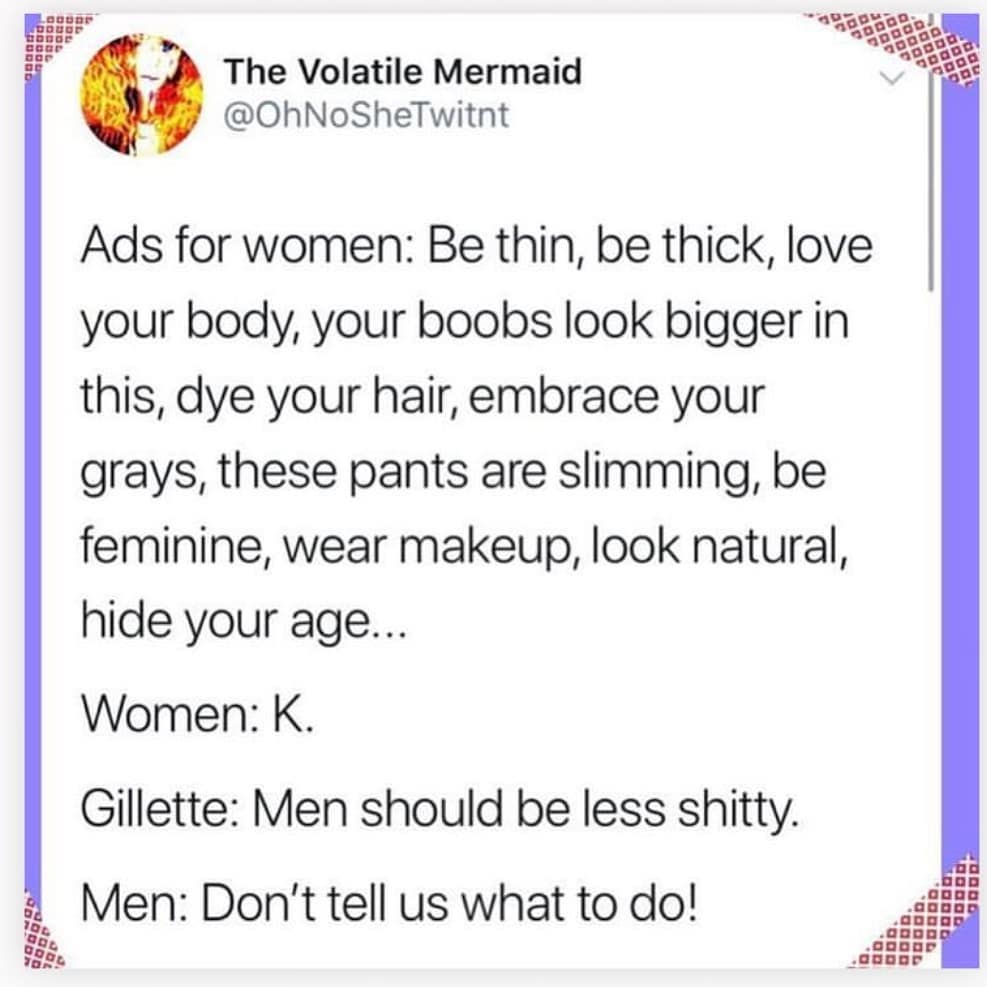 The Volatile Mermaid
@OhNoSheTwitnt
Ads for women: Be thin, be thick, love
your body, your boobs look bigger in
this, dye your hair, embrace your
grays, these pants are slimming, be
feminine, wear makeup, look natural,
hide your age...
Women: K.
Gillette: Men should be less shitty.
Men: Don't tell us what to do!